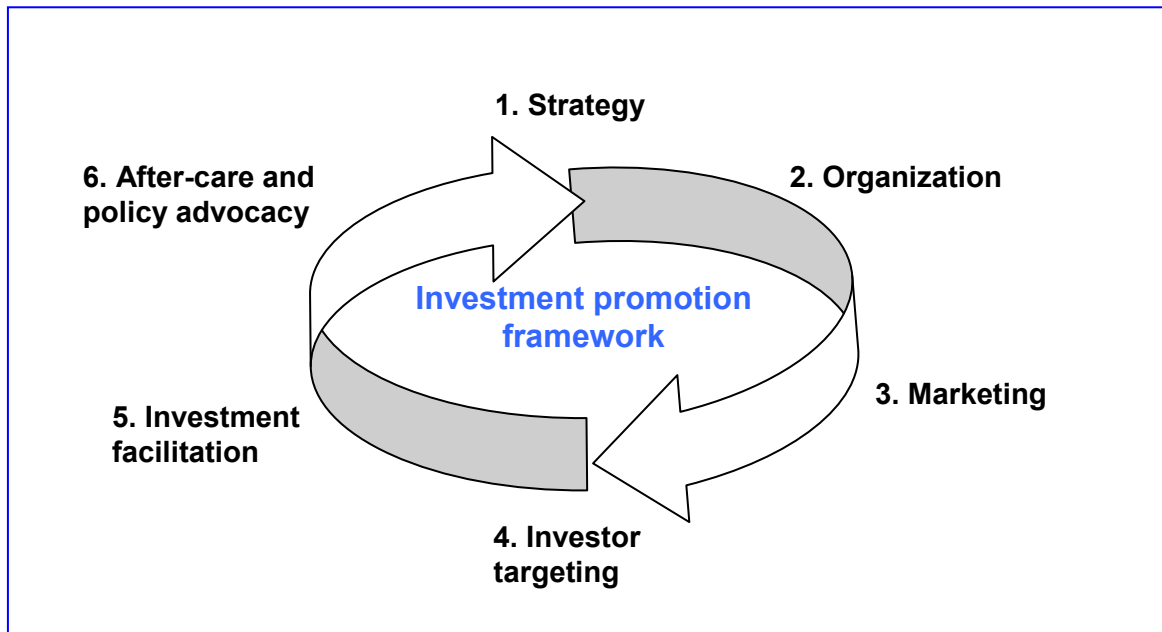 1. Strategy
2. Organization
3. Marketing
4. Investor
targeting
5. Investment
facilitation
6. After-care and
policy advocacy
Investment promotion
framework